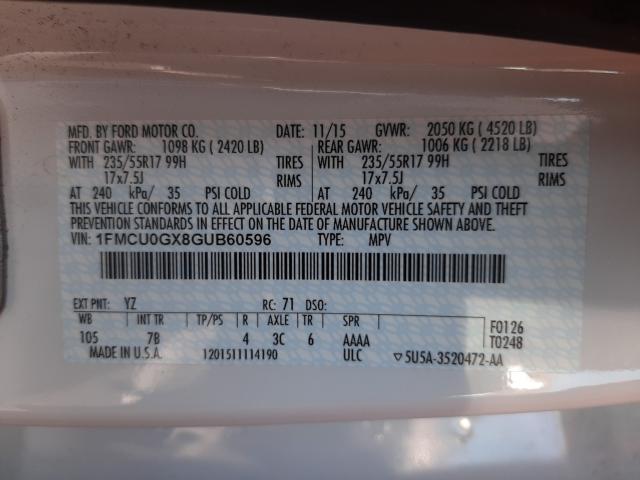 MFD. BY FORD MOTOR CO. DATE: 11/15 GVWR: 2050 KG ( 4520 LB)
FRONT GAWR: 1098 KG ( 2420 LB) REAR GAWR: 1006 KG ( 2218 LB)
WITH 235/55R17 99H TIRES WITH 235/55R17 99H TIRES
17x7.5J RIMS 17x7.5J RIMS
AT 240 kPa/ 35 PSI COLD AT 240 kPa/ 35 PSI COLD
THIS VEHICLE CONFORMS TO ALL APPLICABLE FEDERAL MOTOR VEHICLE SAFETY AND THEFT
PREVENTION STANDARDS IN EFFECT ON THE DATE OF MANUFACTURE SHOWN ABOVE.
VIN: 1FMCU0GX8GUB60596 TYPE: MPV
EXT PNT: YZ RC: 71 DSO:
WB INT TR TP/PS R AXLE TR SPR F0126
105 7B 4 3C 6 AAAA T0248
MADE IN U.S.A. 1201511114190 ULC 5U5A-3520472-AA